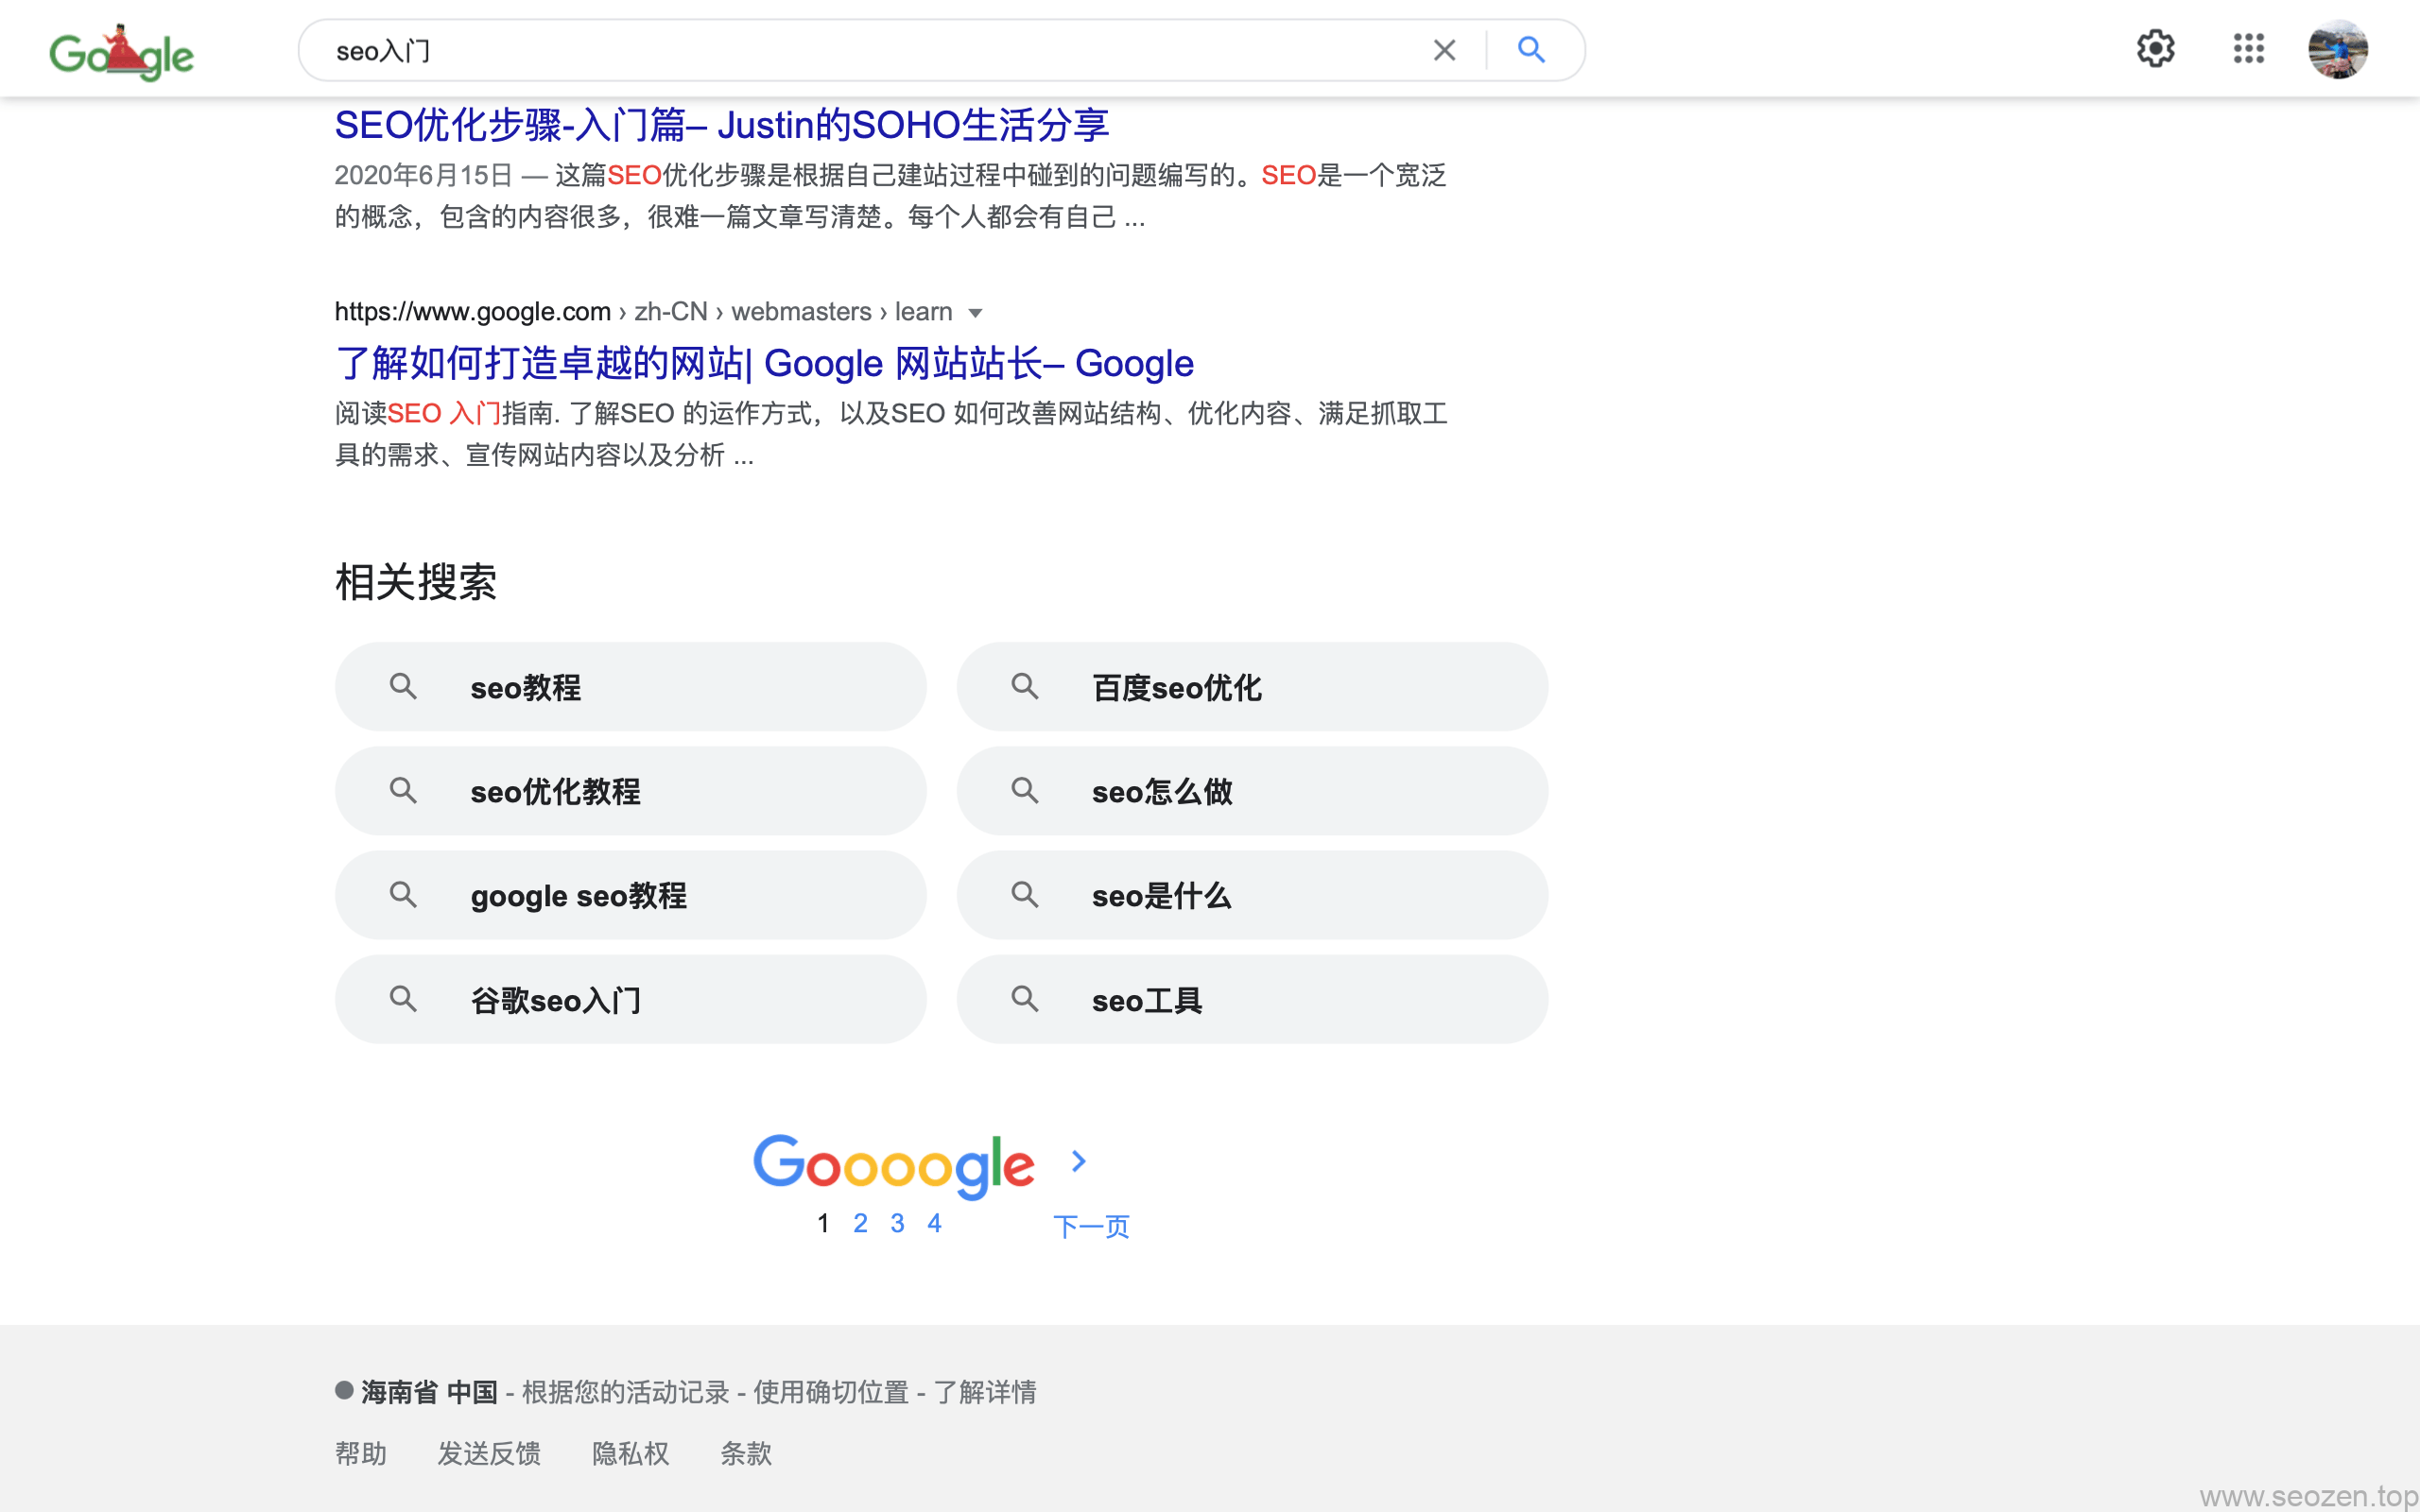 Google
seo入门
SEO优化步骤-入门篇– Justin的SOHO生活分享
2020年6月15日 — 这篇SEO优化步骤是根据自己建站过程中碰到的问题编写的。SEO是一个宽泛
的概念，包含的内容很多，很难一篇文章写清楚。每个人都会有自己 ...
https://www.google.com › zh-CN › webmasters › learn
了解如何打造卓越的网站| Google 网站站长– Google
阅读SEO 入门指南. 了解SEO 的运作方式，以及SEO 如何改善网站结构、优化内容、满足抓取工
具的需求、宣传网站内容以及分析 ...
相关搜索
seo教程
百度seo优化
seo优化教程
seo怎么做
google seo教程
seo是什么
谷歌seo入门
seo工具
Goooogle
1 2 3 4 下一页
海南省 中国 - 根据您的活动记录 - 使用确切位置 - 了解详情
帮助 发送反馈 隐私权 条款
www.seozen.top